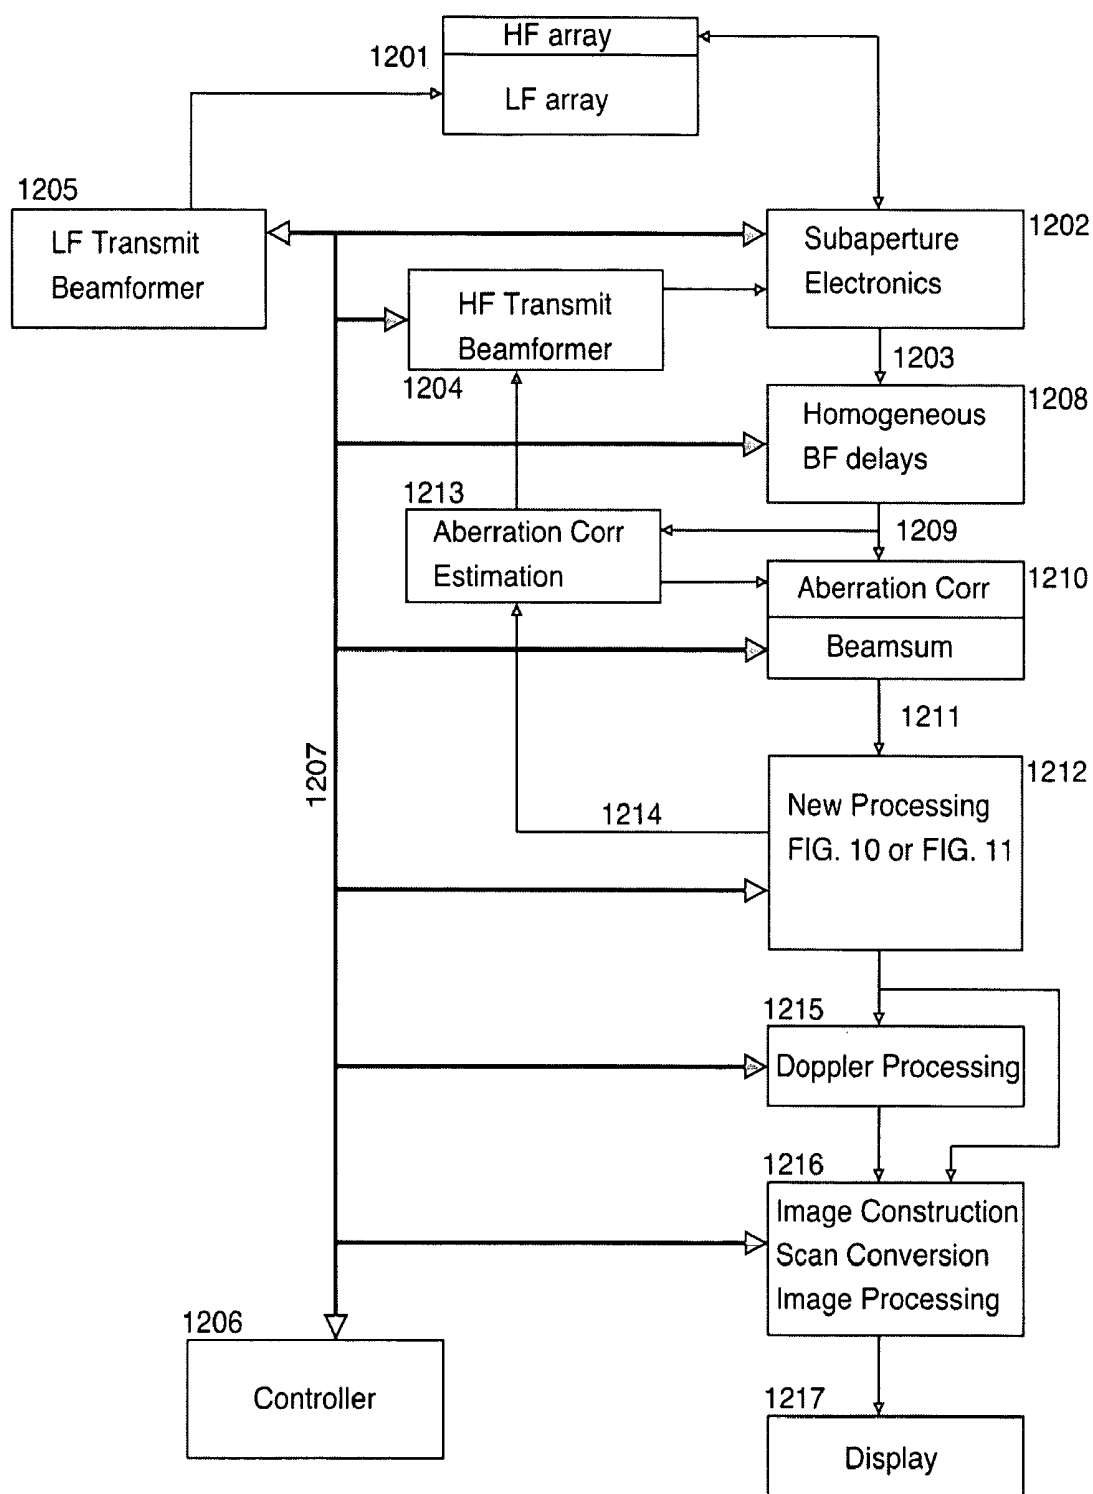 HF array
1201
LF array
1205
LF Transmit
Beamformer
1202
Subaperture
Electronics
HF Transmit
Beamformer
1204
1203
1208
Homogeneous
BF delays
1213
Aberration Corr
Estimation
1209
1210
Aberration Corr
Beamsum
1211
1207
1212
New Processing
FIG. 10 or FIG. 11
1214
1215
Doppler Processing
1216
Image Construction
Scan Conversion
Image Processing
1206
Controller
1217
Display